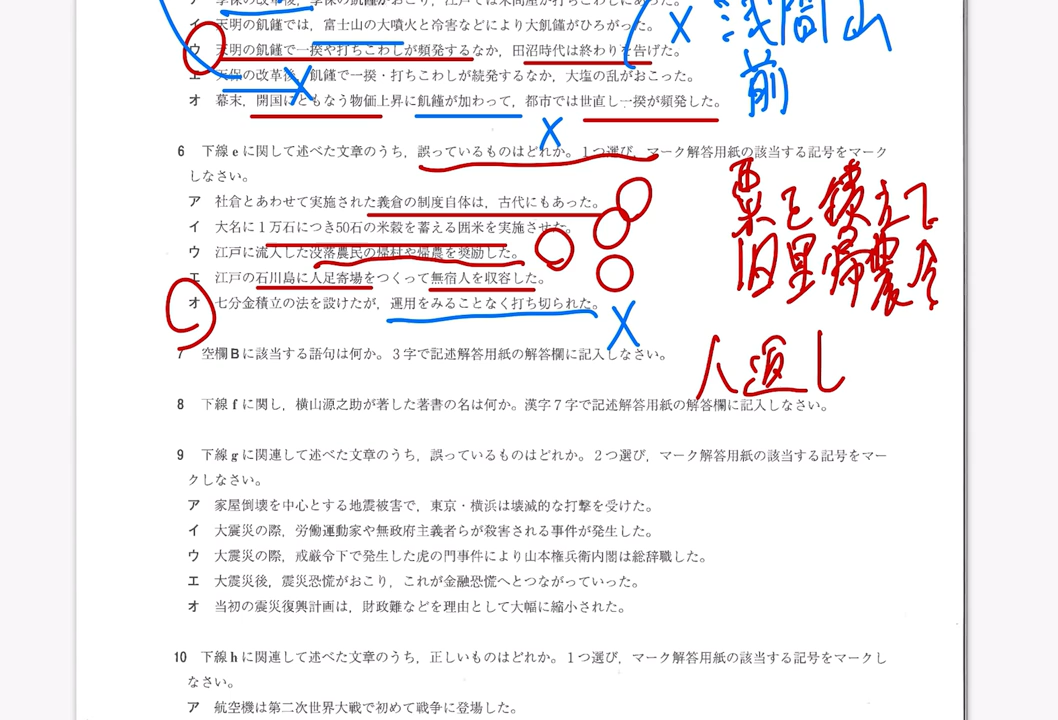 イ 天明の飢饉では，富士山の大噴火と冷害などにより大飢饉がひろがった。
浅間山
ウ 天明の飢饉で一揆や打ちこわしが頻発するなか，田沼時代は終わりを告げた。
エ 天保の改革後，飢饉で一揆・打ちこわしが続発するなか，大塩の乱がおこった。
前
オ 幕末，開国にともなう物価上昇に飢饉が加わって，都市では世直し一揆が頻発した。
6 下線 e に関して述べた文章のうち，誤っているものはどれか。1つ選び，マーク解答用紙の該当する記号をマーク
しなさい。
ア 社倉とあわせて実施された義倉の制度自体は，古代にもあった。
イ 大名に1万石につき50石の米穀を蓄える囲米を実施させた。
ウ 江戸に流入した没落農民の帰村や帰農を奨励した。
エ 江戸の石川島に人足寄場をつくって無宿人を収容した。
オ 七分金積立の法を設けたが，運用をみることなく打ち切られた。
旧里帰農令
人返し
7 空欄Bに該当する語句は何か。3字で記述解答用紙の解答欄に記入しなさい。
8 下線 f に関し，横山源之助が著した著書の名は何か。漢字7字で記述解答用紙の解答欄に記入しなさい。
9 下線 g に関連して述べた文章のうち，誤っているものはどれか。2つ選び，マーク解答用紙の該当する記号をマー
クしなさい。
ア 家屋倒壊を中心とする地震被害で，東京・横浜は壊滅的な打撃を受けた。
イ 大震災の際，労働運動家や無政府主義者らが殺害される事件が発生した。
ウ 大震災の際，戒厳令下で発生した虎の門事件により山本権兵衛内閣は総辞職した。
エ 大震災後，震災恐慌がおこり，これが金融恐慌へとつながっていった。
オ 当初の震災復興計画は，財政難などを理由として大幅に縮小された。
10 下線 h に関連して述べた文章のうち，正しいものはどれか。1つ選び，マーク解答用紙の該当する記号をマークし
なさい。
ア 航空機は第二次世界大戦で初めて戦争に登場した。